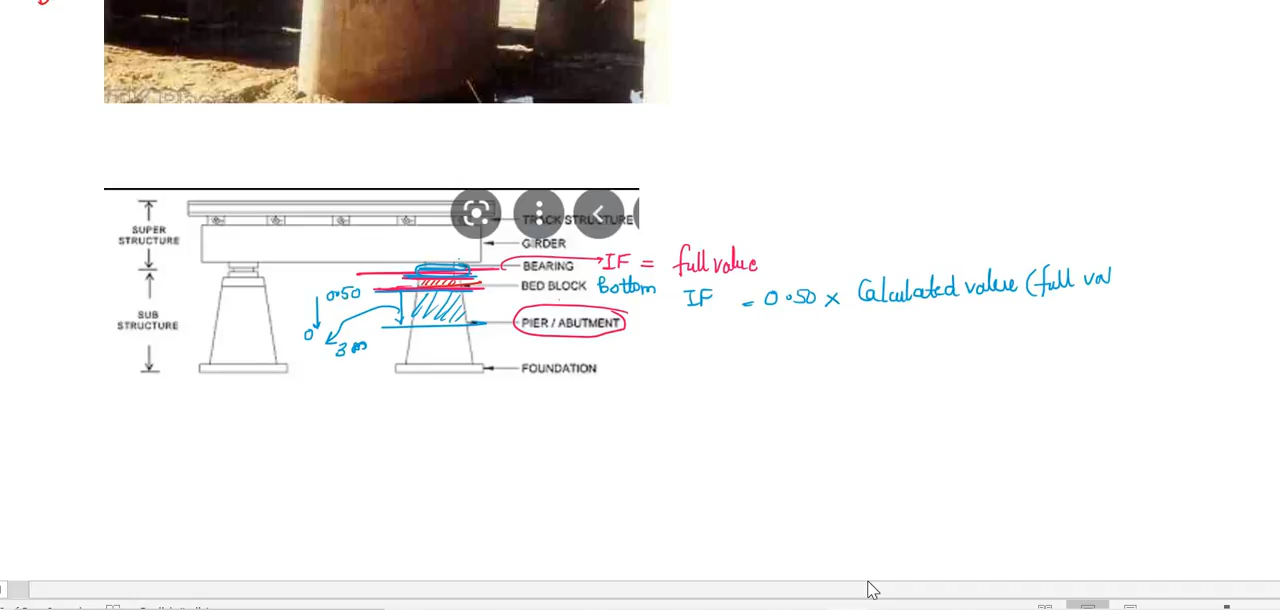 TRACK STRUCTURE
SUPER
STRUCTURE
GIRDER
BEARING IF = full value
BED BLOCK bottom IF = 0.50 × Calculated value (full val
0.50
SUB
STRUCTURE
PIER / ABUTMENT
0
3 m
FOUNDATION